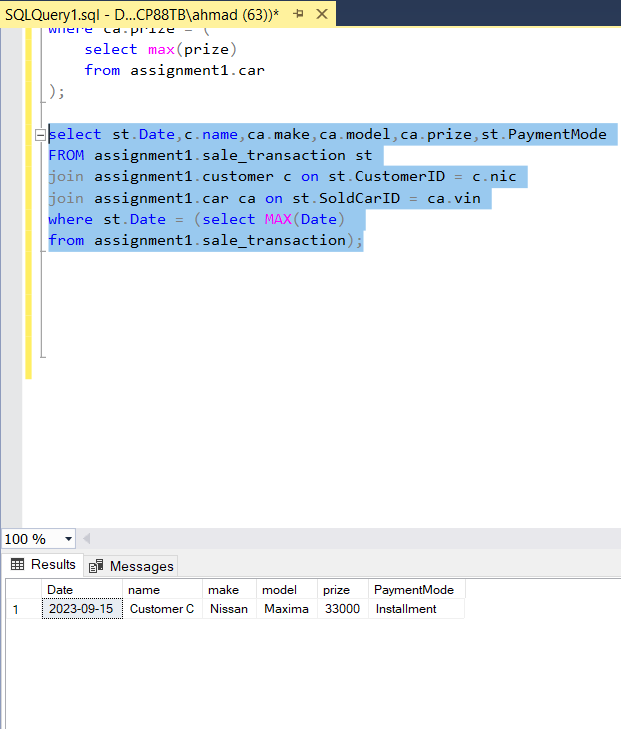 SQLQuery1.sql - D...CP88TB\ahmad (63))*
where ca.prize = (
select max(prize)
from assignment1.car
);
select st.Date,c.name,ca.make,ca.model,ca.prize,st.PaymentMode
FROM assignment1.sale_transaction st
join assignment1.customer c on st.CustomerID = c.nic
join assignment1.car ca on st.SoldCarID = ca.vin
where st.Date = (select MAX(Date)
from assignment1.sale_transaction);
100 %
Results Messages
Date name make model prize PaymentMode
1 2023-09-15 Customer C Nissan Maxima 33000 Installment